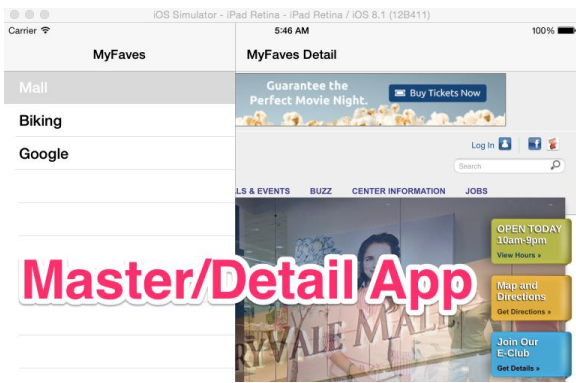 iOS Simulator - iPad Retina - iPad Retina / iOS 8.1 (12B411)
Carrier 5:46 AM 100%
MyFaves MyFaves Detail
Mall
Biking
Google
Guarantee the
Perfect Movie Night.
Buy Tickets Now
Log In
Search
LS & EVENTS BUZZ CENTER INFORMATION JOBS
OPEN TODAY
10am-9pm
View Hours »
Map and
Directions
Get Directions »
Join Our
E-Club
Get Details »
Master/Detail App
RYVALE MALL